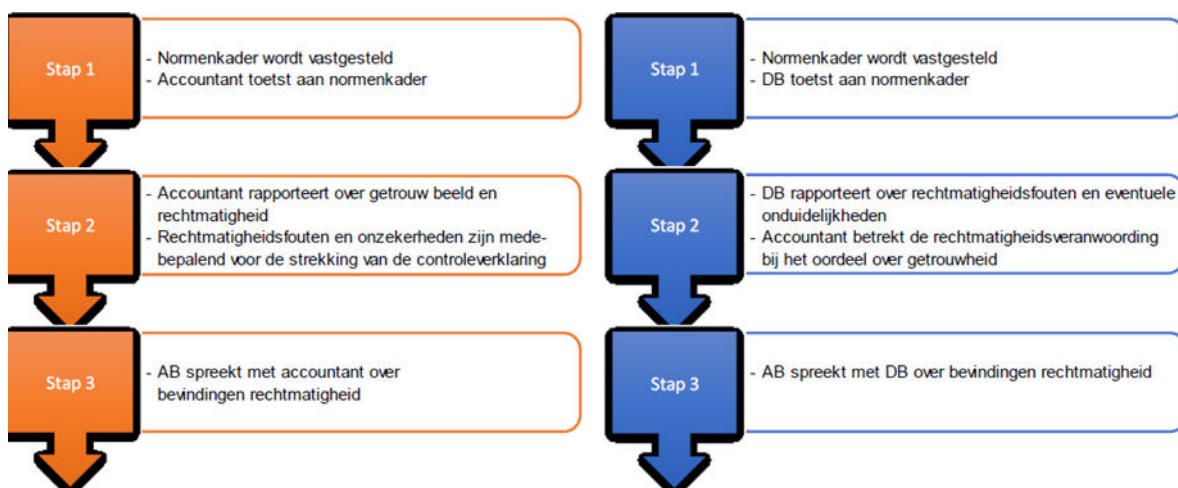 Stap 1
- Normenkader wordt vastgesteld
- Accountant toetst aan normenkader
Stap 2
- Accountant rapporteert over getrouw beeld en
rechtmatigheid
- Rechtmatigheidsfouten en onzekerheden zijn mede-
bepalend voor de strekking van de controleverklaring
Stap 3
- AB spreekt met accountant over
bevindingen rechtmatigheid
Stap 1
- Normenkader wordt vastgesteld
- DB toetst aan normenkader
Stap 2
- DB rapporteert over rechtmatigheidsfouten en eventuele
onduidelijkheden
- Accountant betrekt de rechtmatigheidsveranwoording
bij het oordeel over getrouwheid
Stap 3
- AB spreekt met DB over bevindingen rechtmatigheid